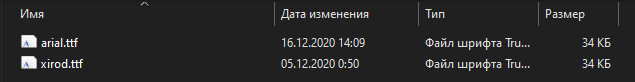 Имя Дата изменения Тип Размер
arial.ttf 16.12.2020 14:09 Файл шрифта Tru... 34 КБ
xirod.ttf 05.12.2020 0:50 Файл шрифта Tru... 34 КБ